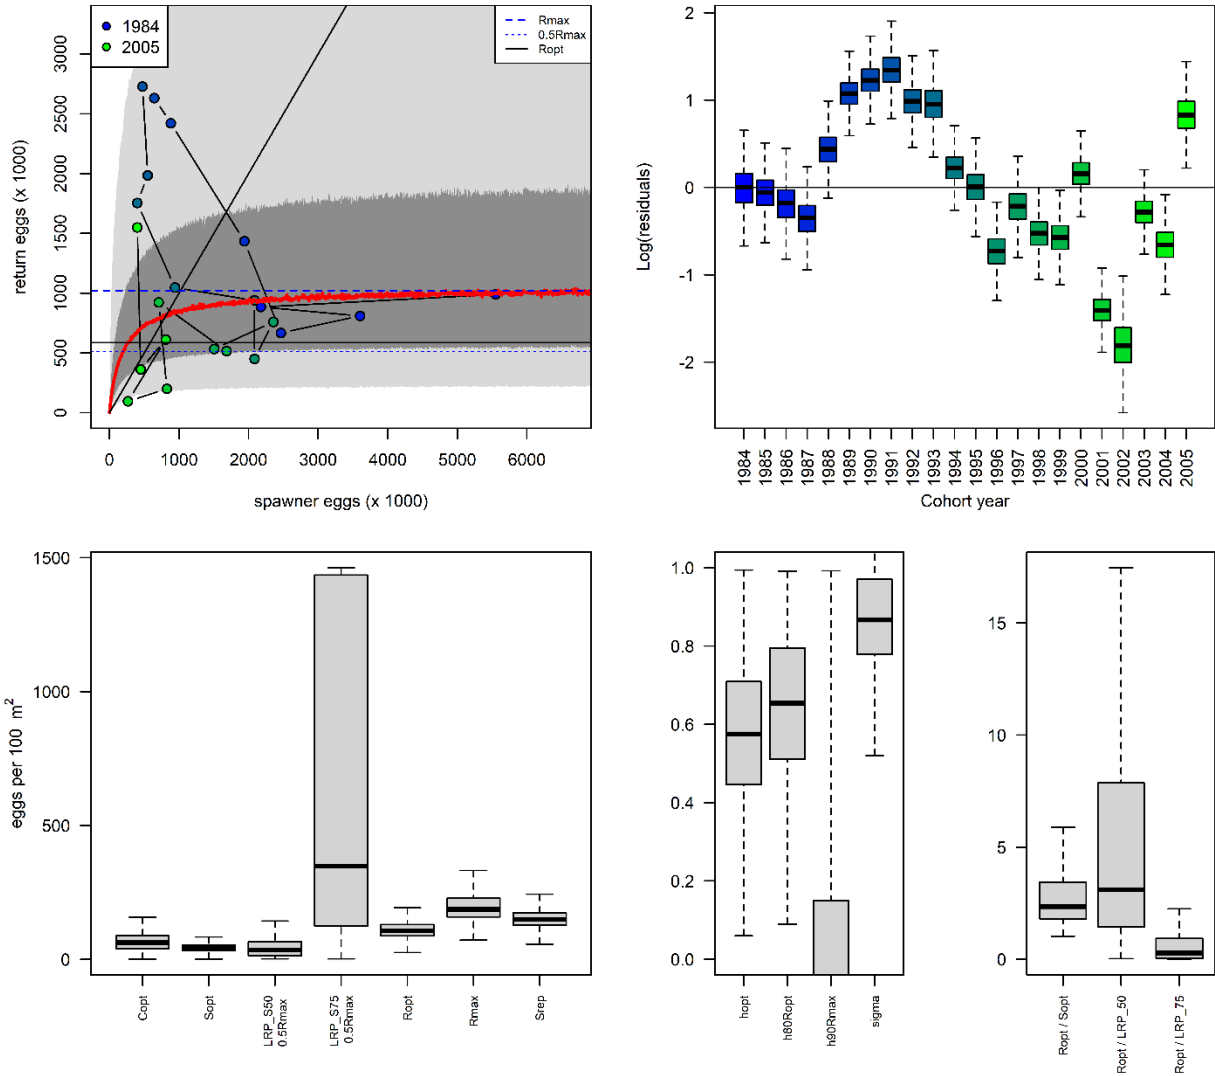 1984
2005
Rmax
0.5Rmax
Ropt
return eggs (x 1000)
0
500
1000
1500
2000
2500
3000
0 1000 2000 3000 4000 5000 6000
spawner eggs (x 1000)
Log(residuals)
2
1
0
-1
-2
1984 1985 1986 1987 1988 1989 1990 1991 1992 1993 1994 1995 1996 1997 1998 1999 2000 2001 2002 2003 2004 2005
Cohort year
eggs per 100 m²
1500
1000
500
0
Copt
Sopt
LRP_S50
0.5Rmax
LRP_S75
0.5Rmax
Ropt
Rmax
Srep
1.0
0.8
0.6
0.4
0.2
0.0
hopt
h80Ropt
h90Rmax
sigma
15
10
5
0
Ropt / Sopt
Ropt / LRP_50
Ropt / LRP_75